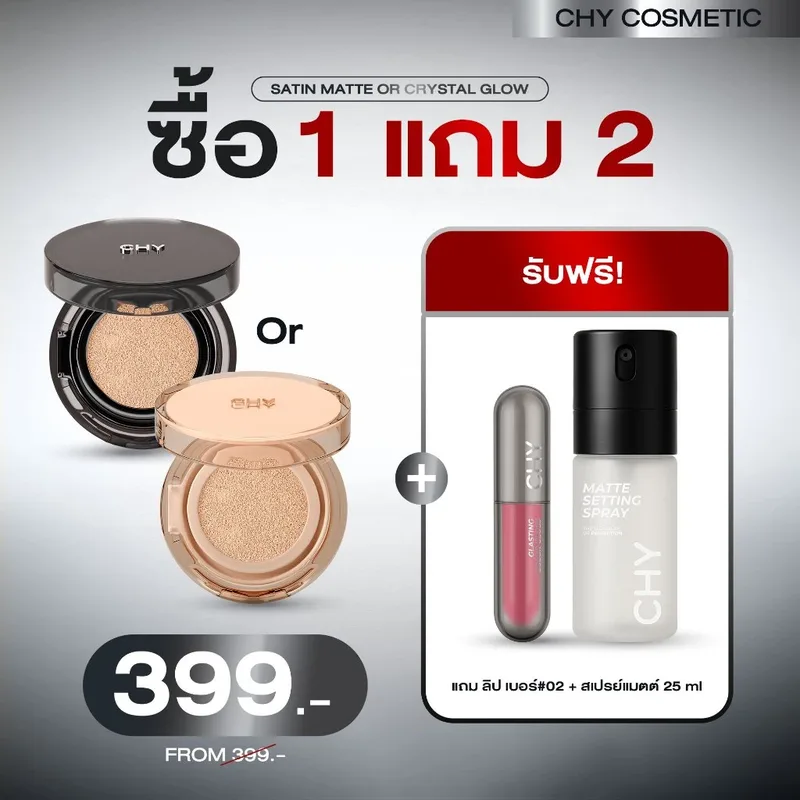 CHY COSMETIC
SATIN MATTE OR CRYSTAL GLOW
ซื้อ 1 แถม 2
CHY
Or
CHY
รับฟรี!
+
CHY
GLASTING
MATTE
SETTING
SPRAY
CHY
399.-
FROM 399.-
แถม ลิป เบอร์#02 + สเปรย์แมตต์ 25 ml